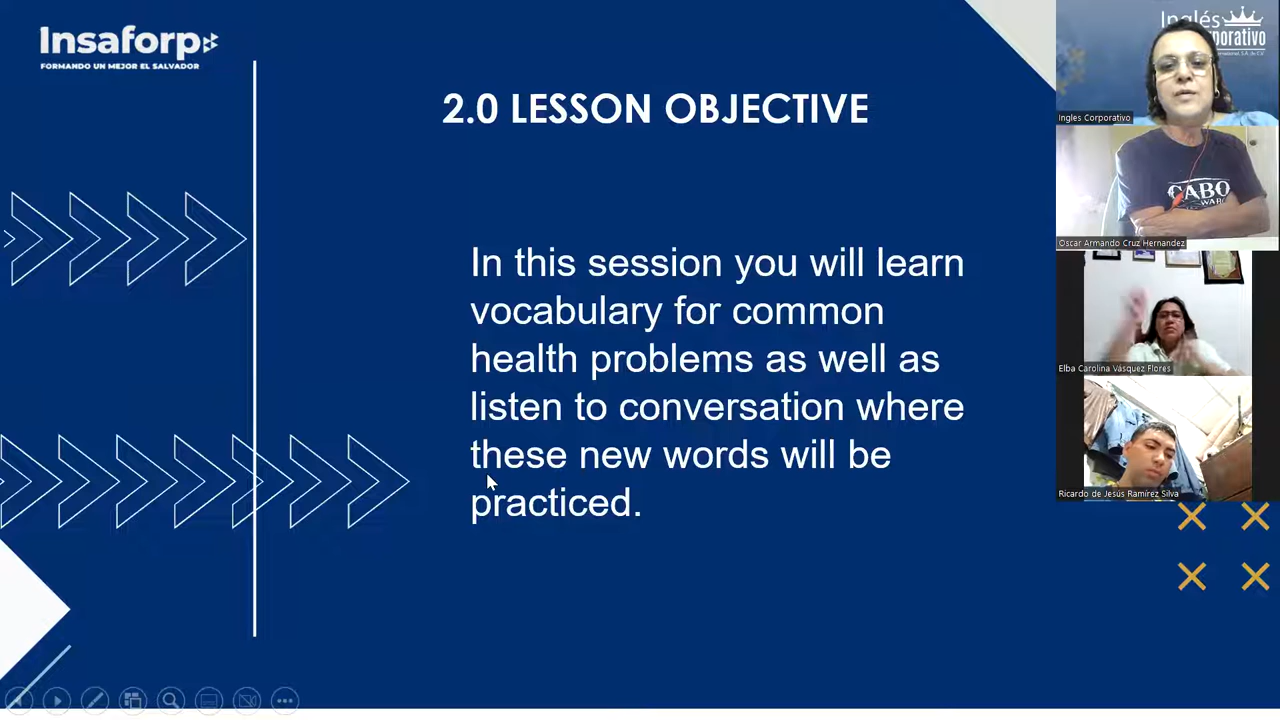 Insaforp
FORMANDO UN MEJOR EL SALVADOR
2.0 LESSON OBJECTIVE
In this session you will learn
vocabulary for common
health problems as well as
listen to conversation where
these new words will be
practiced.
Inglés
Ingles Corporativo
CABO
Oscar Armando Cruz Hernandez
Elba Carolina Vásquez Flores
Ricardo de Jesús Ramírez Silva